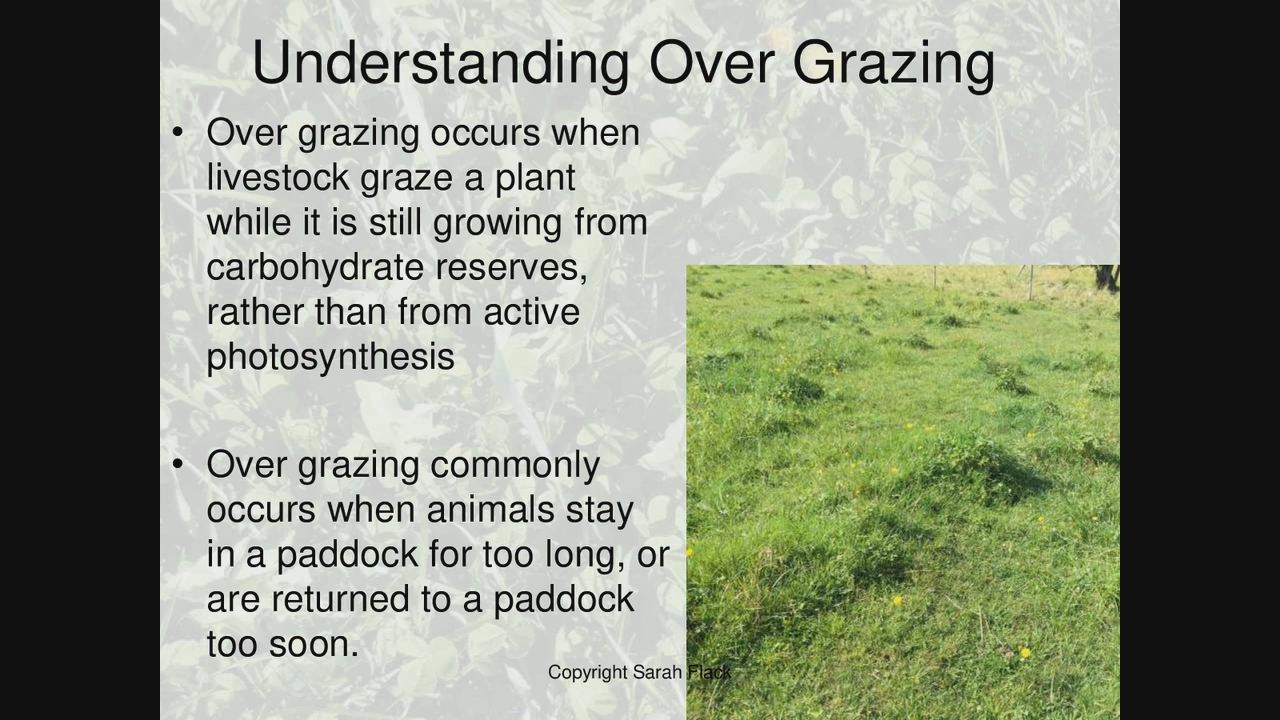 Understanding Over Grazing
• Over grazing occurs when
livestock graze a plant
while it is still growing from
carbohydrate reserves,
rather than from active
photosynthesis
• Over grazing commonly
occurs when animals stay
in a paddock for too long, or
are returned to a paddock
too soon.
Copyright Sarah Flack